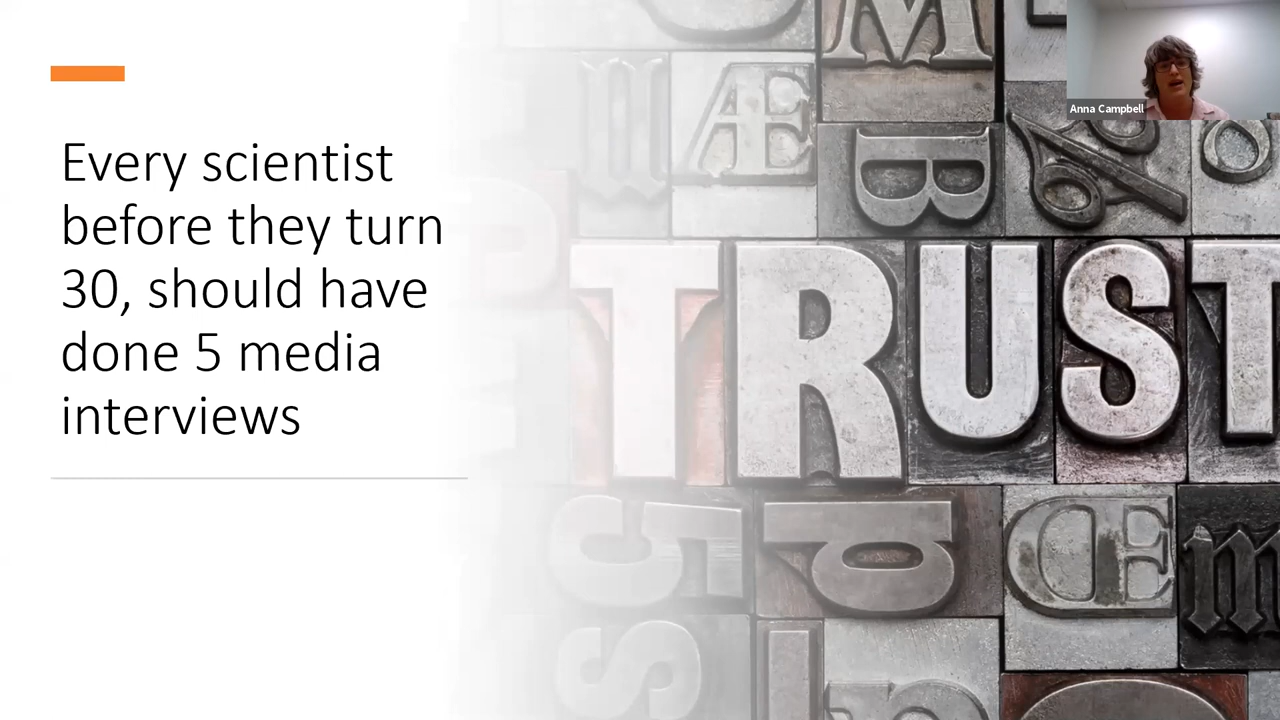 Every scientist
before they turn
30, should have
done 5 media
interviews
Anna Campbell
M
Æ
B
%
TRUST
Œ
m